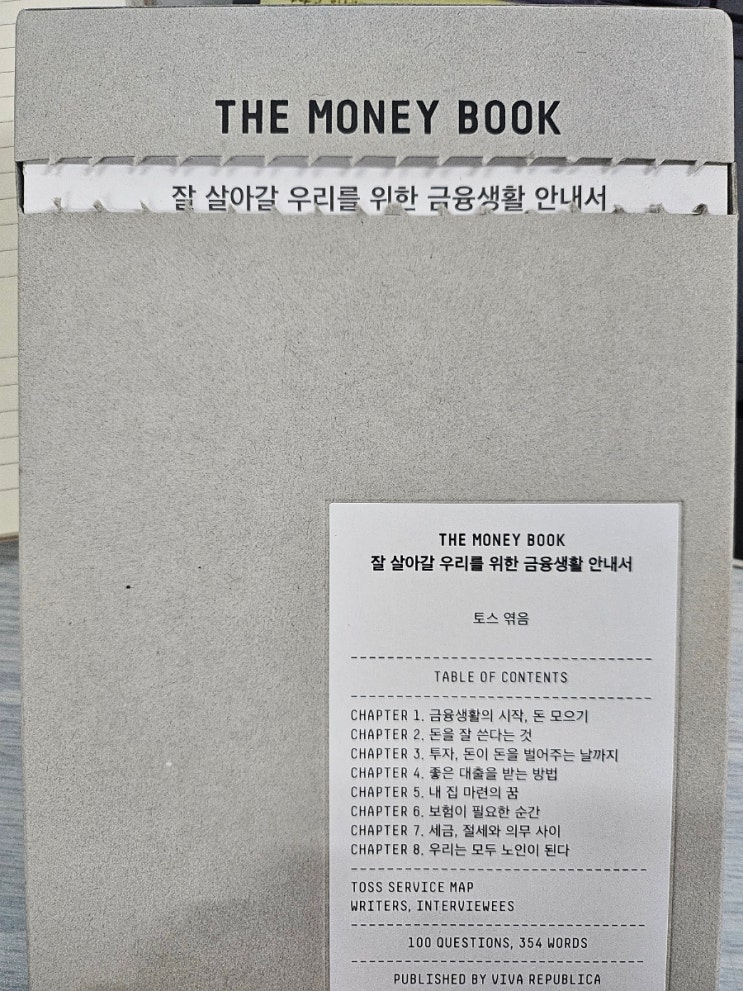 THE MONEY BOOK
잘 살아갈 우리를 위한 금융생활 안내서
THE MONEY BOOK
잘 살아갈 우리를 위한 금융생활 안내서
토스 엮음
TABLE OF CONTENTS
CHAPTER 1. 금융생활의 시작, 돈 모으기
CHAPTER 2. 돈을 잘 쓴다는 것
CHAPTER 3. 투자, 돈이 돈을 벌어주는 날까지
CHAPTER 4. 좋은 대출을 받는 방법
CHAPTER 5. 내 집 마련의 꿈
CHAPTER 6. 보험이 필요한 순간
CHAPTER 7. 세금, 절세와 의무 사이
CHAPTER 8. 우리는 모두 노인이 된다
TOSS SERVICE MAP
WRITERS, INTERVIEWEES
100 QUESTIONS, 354 WORDS
PUBLISHED BY VIVA REPUBLICA